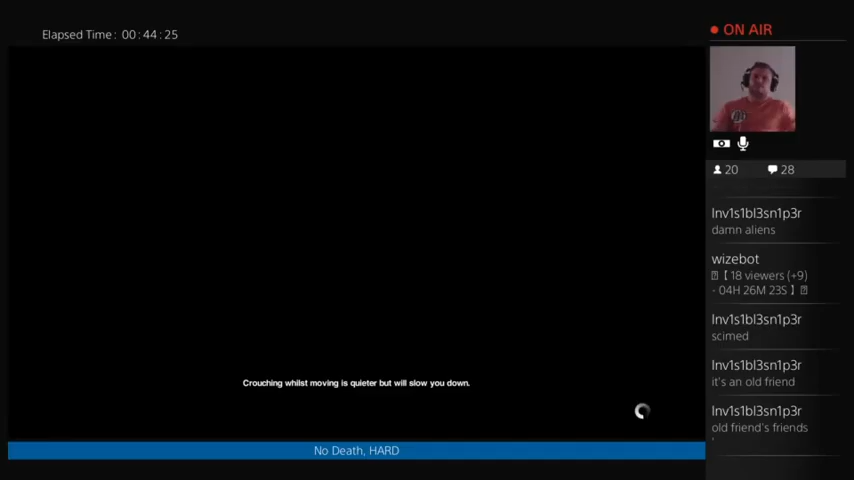 Elapsed Time: 00:44:25
ON AIR
20 28
Inv1s1bl3sn1p3r
damn aliens
wizebot
【 18 viewers (+9)
- 04H 26M 23S 】
Inv1s1bl3sn1p3r
scimed
Inv1s1bl3sn1p3r
it's an old friend
Inv1s1bl3sn1p3r
old friend's friends
Crouching whilst moving is quieter but will slow you down.
No Death, HARD